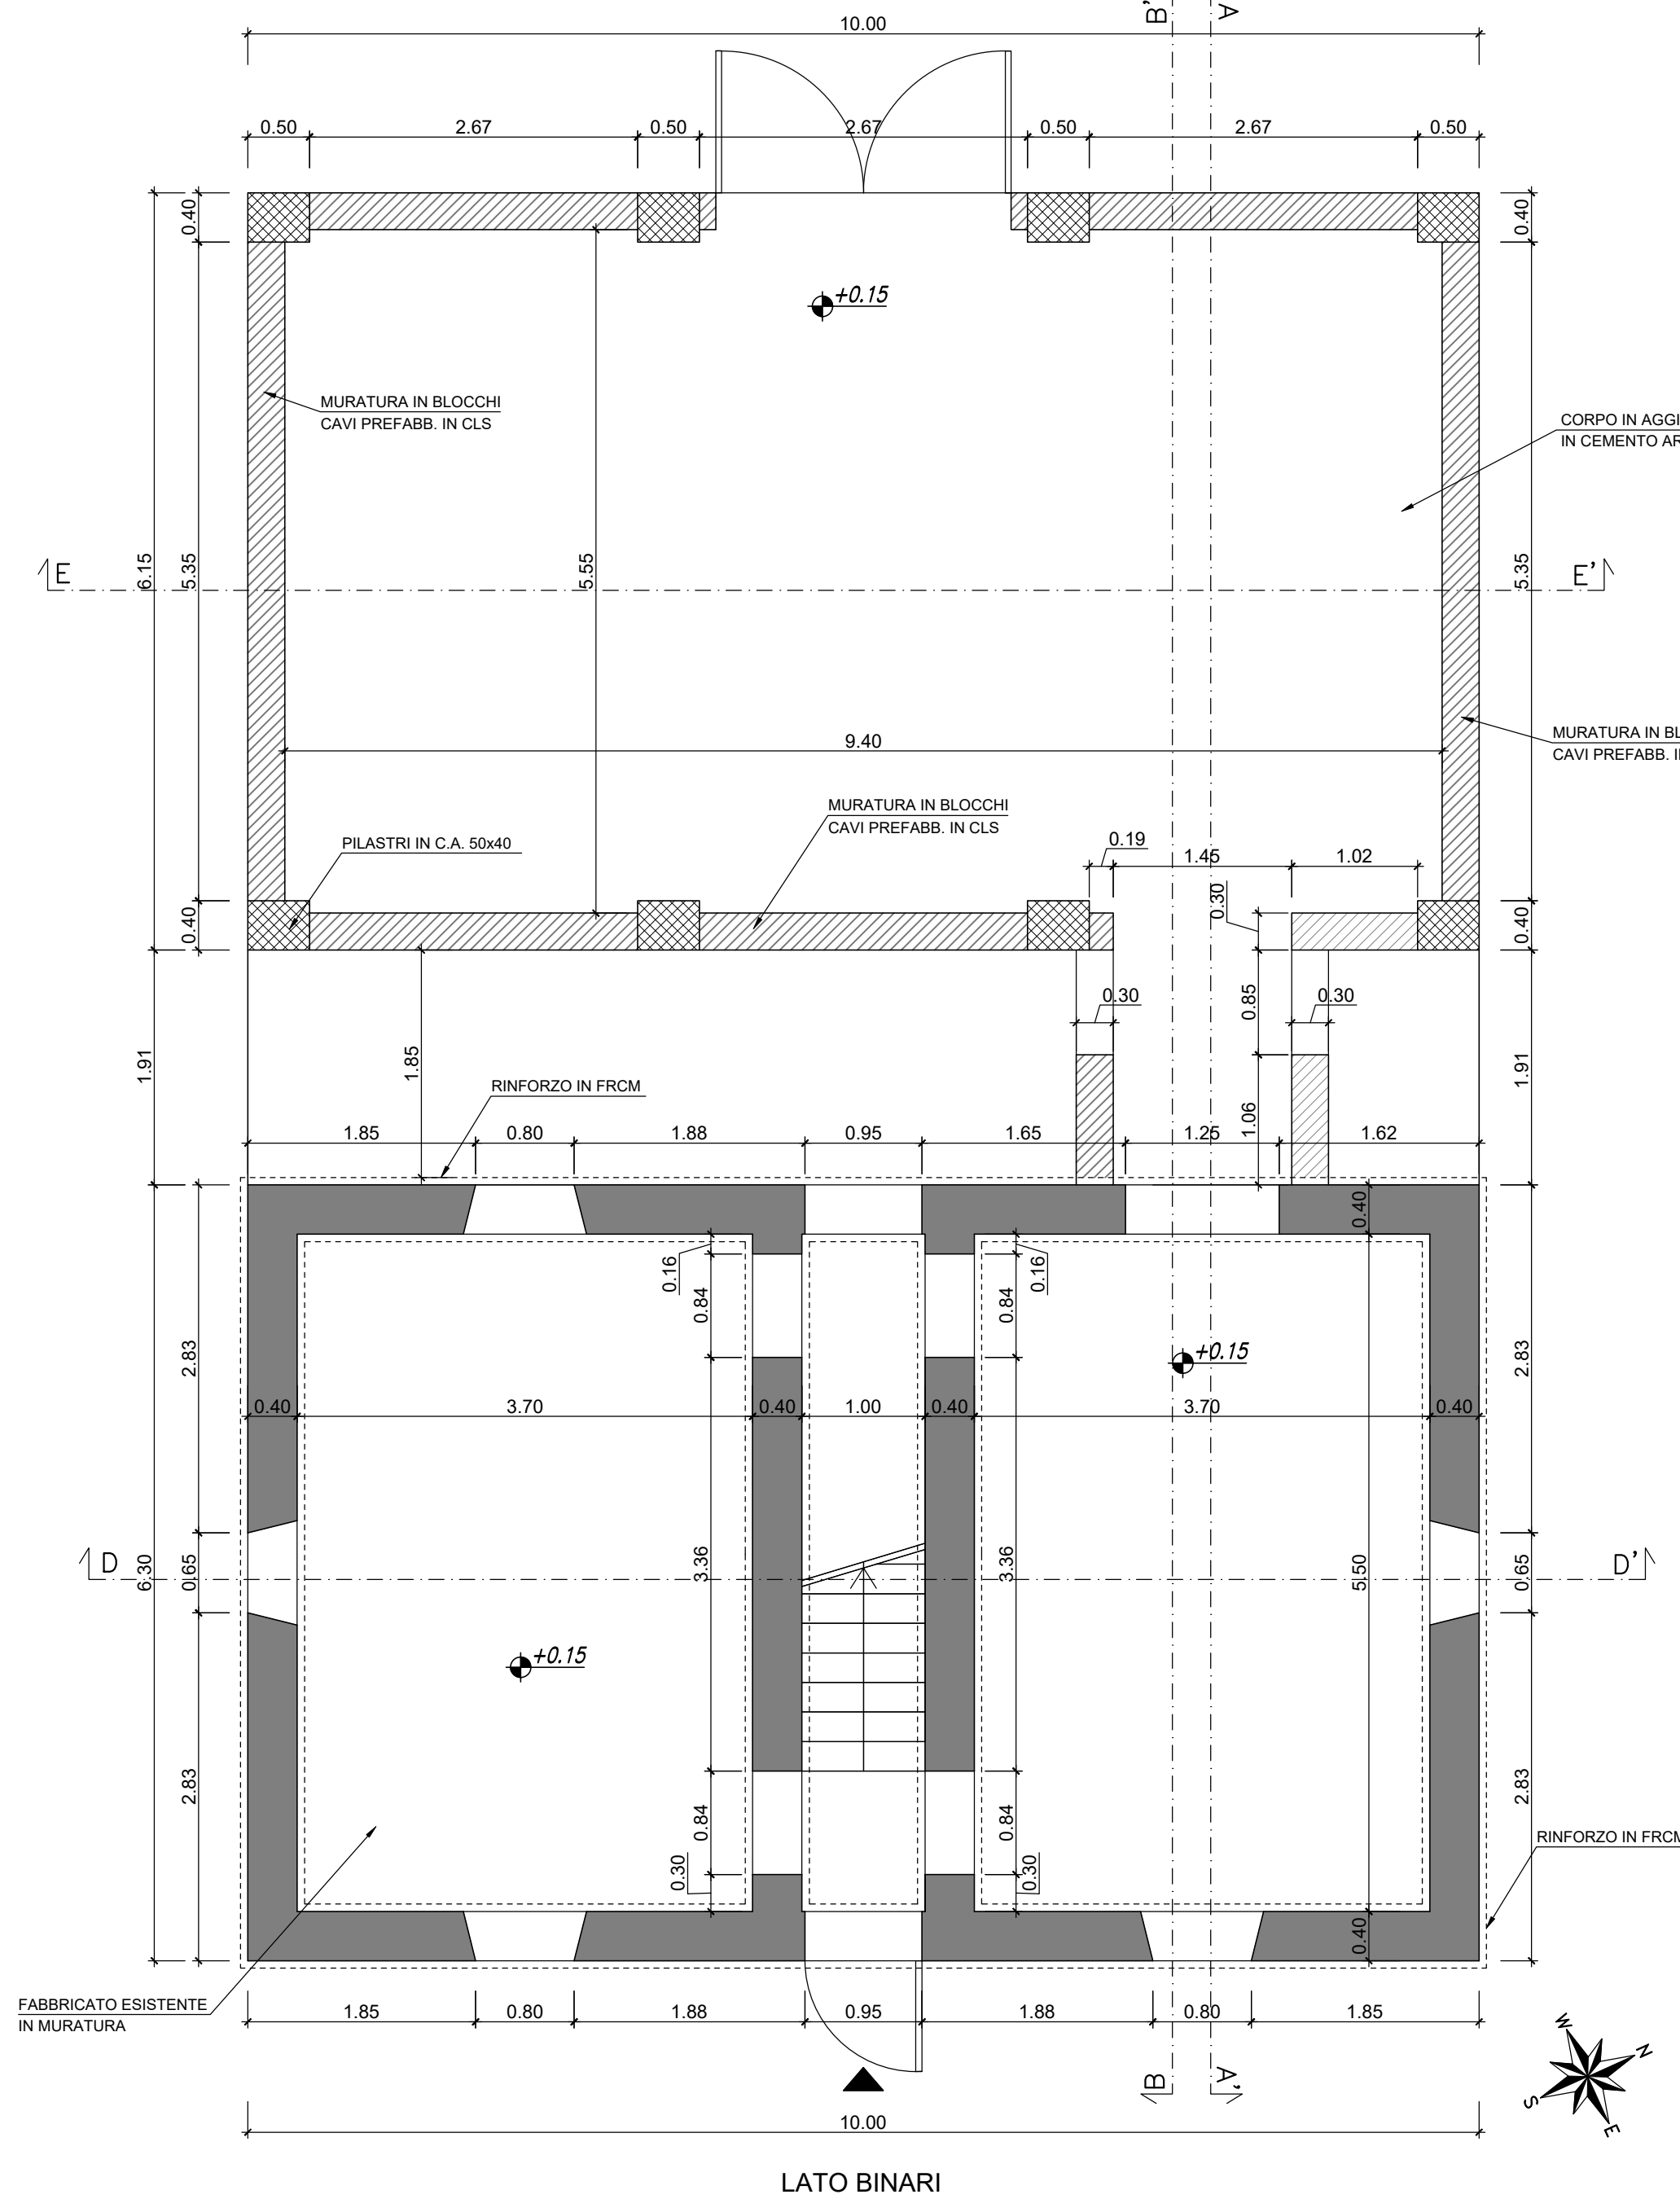 B'
A
10.00
0.50
2.67
0.50
2.67
0.50
2.67
0.50
0.40
0.40
+0.15
MURATURA IN BLOCCHI
CAVI PREFABB. IN CLS
CORPO IN AGGI
IN CEMENTO AR
E
E'
6.15
5.35
5.55
5.35
9.40
MURATURA IN BL
CAVI PREFABB. I
MURATURA IN BLOCCHI
CAVI PREFABB. IN CLS
PILASTRI IN C.A. 50x40
0.19
1.45
1.02
0.30
0.40
0.40
0.30
0.85
0.30
1.91
1.85
1.91
RINFORZO IN FRCM
1.06
1.85
0.80
1.88
0.95
1.65
1.25
1.62
0.40
0.16
0.84
0.16
0.84
2.83
+0.15
2.83
0.40
3.70
0.40
1.00
0.40
3.70
0.40
D
D'
6.30
0.65
3.36
3.36
5.50
0.65
+0.15
2.83
0.84
0.84
2.83
RINFORZO IN FRCM
0.30
0.30
0.40
FABBRICATO ESISTENTE
IN MURATURA
1.85
0.80
1.88
0.95
1.88
0.80
1.85
B
A'
W
N
S
E
10.00
LATO BINARI